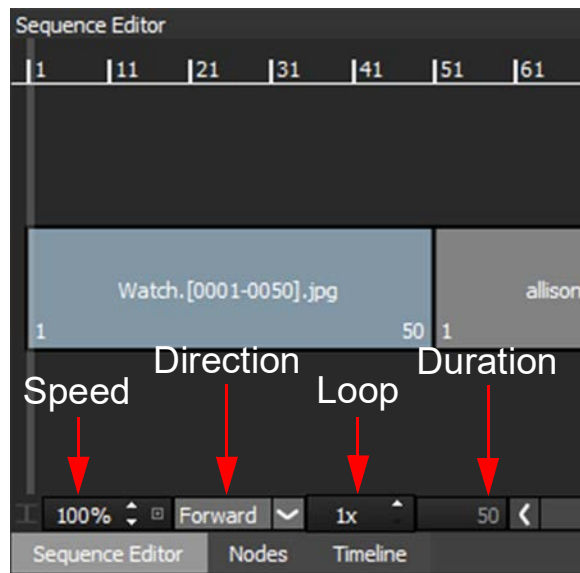 Sequence Editor
1 11 21 31 41 51 61
Watch.[0001-0050].jpg allison
1 50 1
Direction Duration
Speed Loop
100% Forward 1x 50
Sequence Editor Nodes Timeline